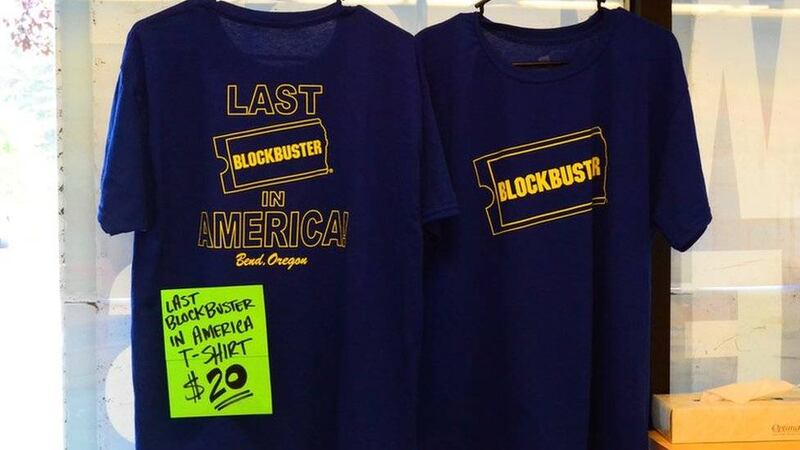 LAST
BLOCKBUSTER
IN
AMERICA!
Bend, Oregon
LAST
BLOCKBUSTER
IN AMERICA
T-SHIRT
$20
BLOCKBUSTR